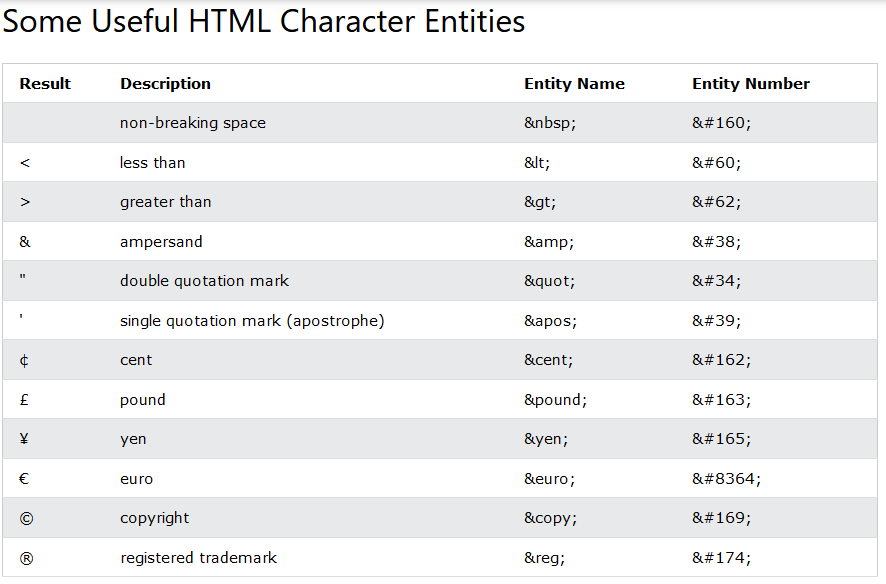 Some Useful HTML Character Entities
Result Description Entity Name Entity Number
non-breaking space &nbsp; &#160;
< less than &lt; &#60;
> greater than &gt; &#62;
& ampersand &amp; &#38;
" double quotation mark &quot; &#34;
' single quotation mark (apostrophe) &apos; &#39;
¢ cent &cent; &#162;
£ pound &pound; &#163;
¥ yen &yen; &#165;
€ euro &euro; &#8364;
© copyright &copy; &#169;
® registered trademark &reg; &#174;